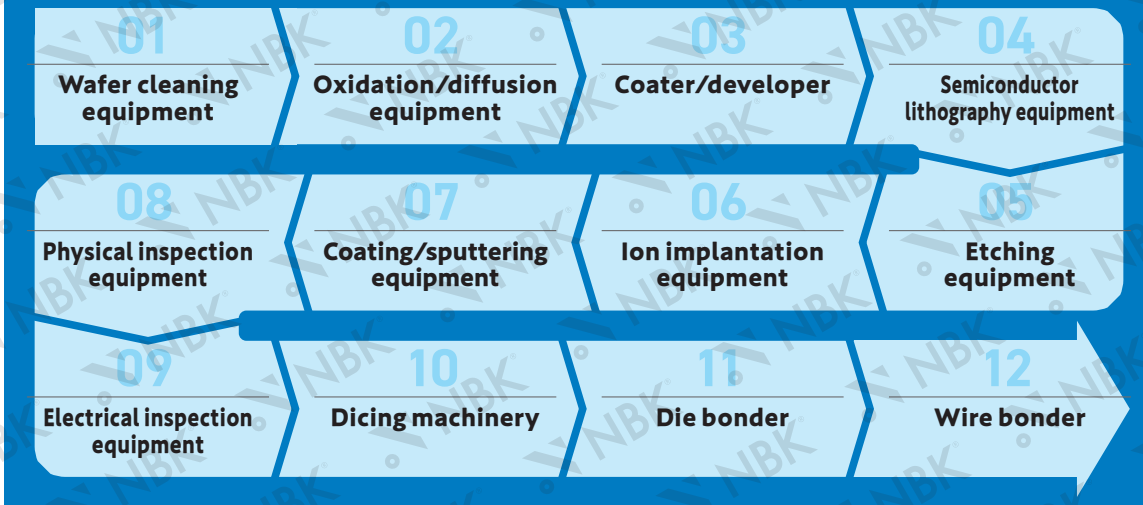 01
Wafer cleaning
equipment
02
Oxidation/diffusion
equipment
03
Coater/developer
04
Semiconductor
lithography equipment
05
Etching
equipment
06
Ion implantation
equipment
07
Coating/sputtering
equipment
08
Physical inspection
equipment
09
Electrical inspection
equipment
10
Dicing machinery
11
Die bonder
12
Wire bonder
NBK